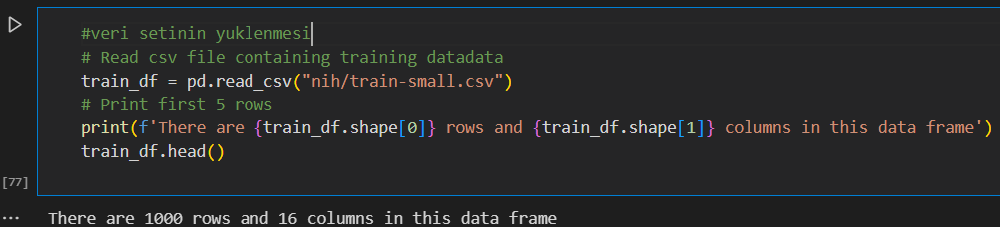 #veri setinin yuklenmesi
# Read csv file containing training datadata
train_df = pd.read_csv("nih/train-small.csv")
# Print first 5 rows
print(f'There are {train_df.shape[0]} rows and {train_df.shape[1]} columns in this data frame')
train_df.head()
[77]
... There are 1000 rows and 16 columns in this data frame